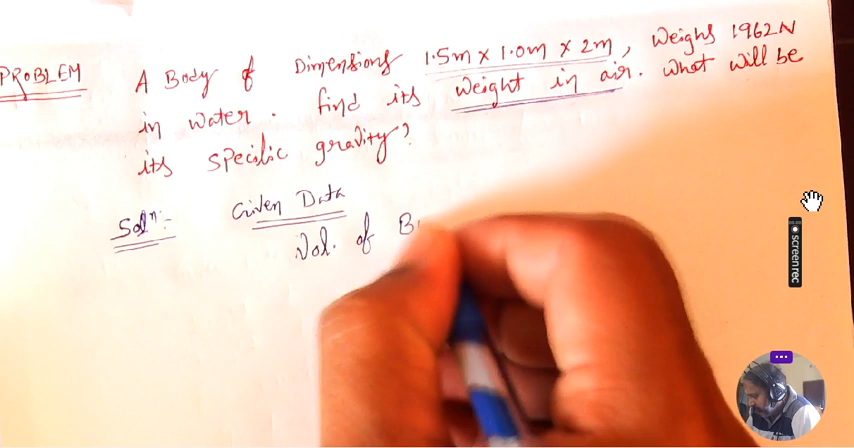 PROBLEM A Body of Dimensions 1.5m x 1.0m x 2m, Weighs 1962N
in water. find its weight in air. What will be
its specific gravity?
Solⁿ:- Given Data
Vol. of B
screenrec